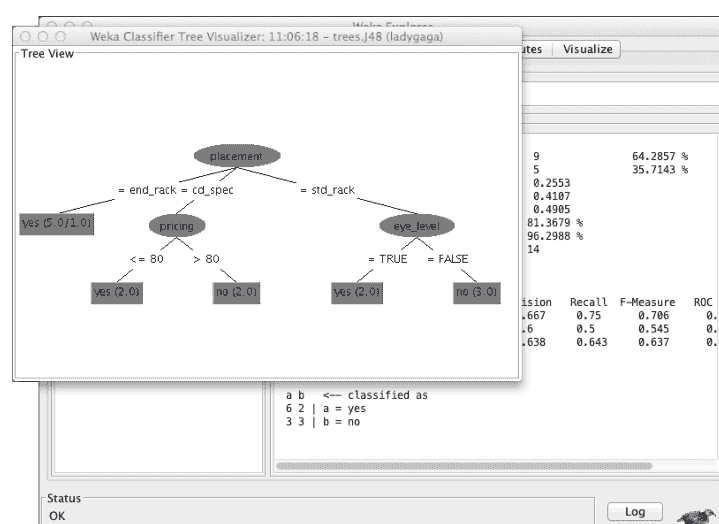 Weka Classifier Tree Visualizer: 11:06:18 - trees.J48 (ladygaga)
Tree View
placement
= end_rack = cd_spec = std_rack
yes (5.0/1.0) pricing eye_level
<= 80 > 80 = TRUE = FALSE
yes (2.0) no (2.0) yes (2.0) no (3.0)
Weka Explorer
utes Visualize
9 64.2857 %
5 35.7143 %
0.2553
0.4107
0.4905
81.3679 %
96.2988 %
14
ision Recall F-Measure ROC
.667 0.75 0.706 0.
.6 0.5 0.545 0.
.638 0.643 0.637 0.
a b <-- classified as
6 2 | a = yes
3 3 | b = no
Status
OK
Log